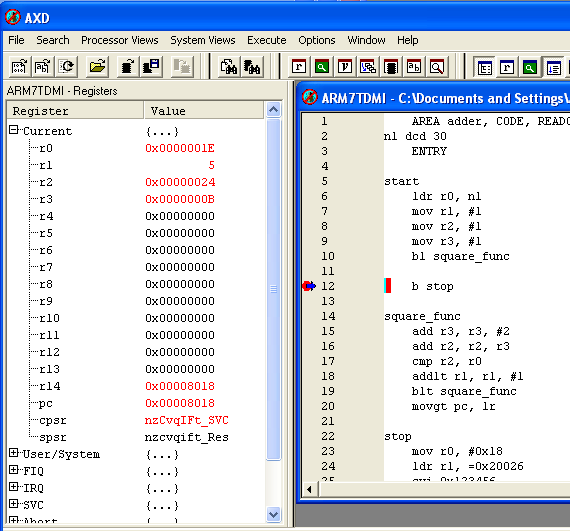 AXD
File Search Processor Views System Views Execute Options Window Help
ARM7TDMI - Registers
Register Value
Current {...}
r0 0x0000001E
r1 5
r2 0x00000024
r3 0x0000000B
r4 0x00000000
r5 0x00000000
r6 0x00000000
r7 0x00000000
r8 0x00000000
r9 0x00000000
r10 0x00000000
r11 0x00000000
r12 0x00000000
r13 0x00000000
r14 0x00008018
pc 0x00008018
cpsr nzCvqIFt_SVC
spsr nzcvqift_Res
User/System {...}
FIQ {...}
IRQ {...}
SVC {...}
Abort {...}
ARM7TDMI - C:\Documents and Settings\
1 AREA adder, CODE, READO
2 n1 dcd 30
3 ENTRY
4
5 start
6 ldr r0, n1
7 mov r1, #1
8 mov r2, #1
9 mov r3, #1
10 bl square_func
11
12 b stop
13
14 square_func
15 add r3, r3, #2
16 add r2, r2, r3
17 cmp r2, r0
18 addlt r1, r1, #1
19 blt square_func
20 movgt pc, lr
21
22 stop
23 mov r0, #0x18
24 ldr r1, =0x20026
25 swi 0x123456